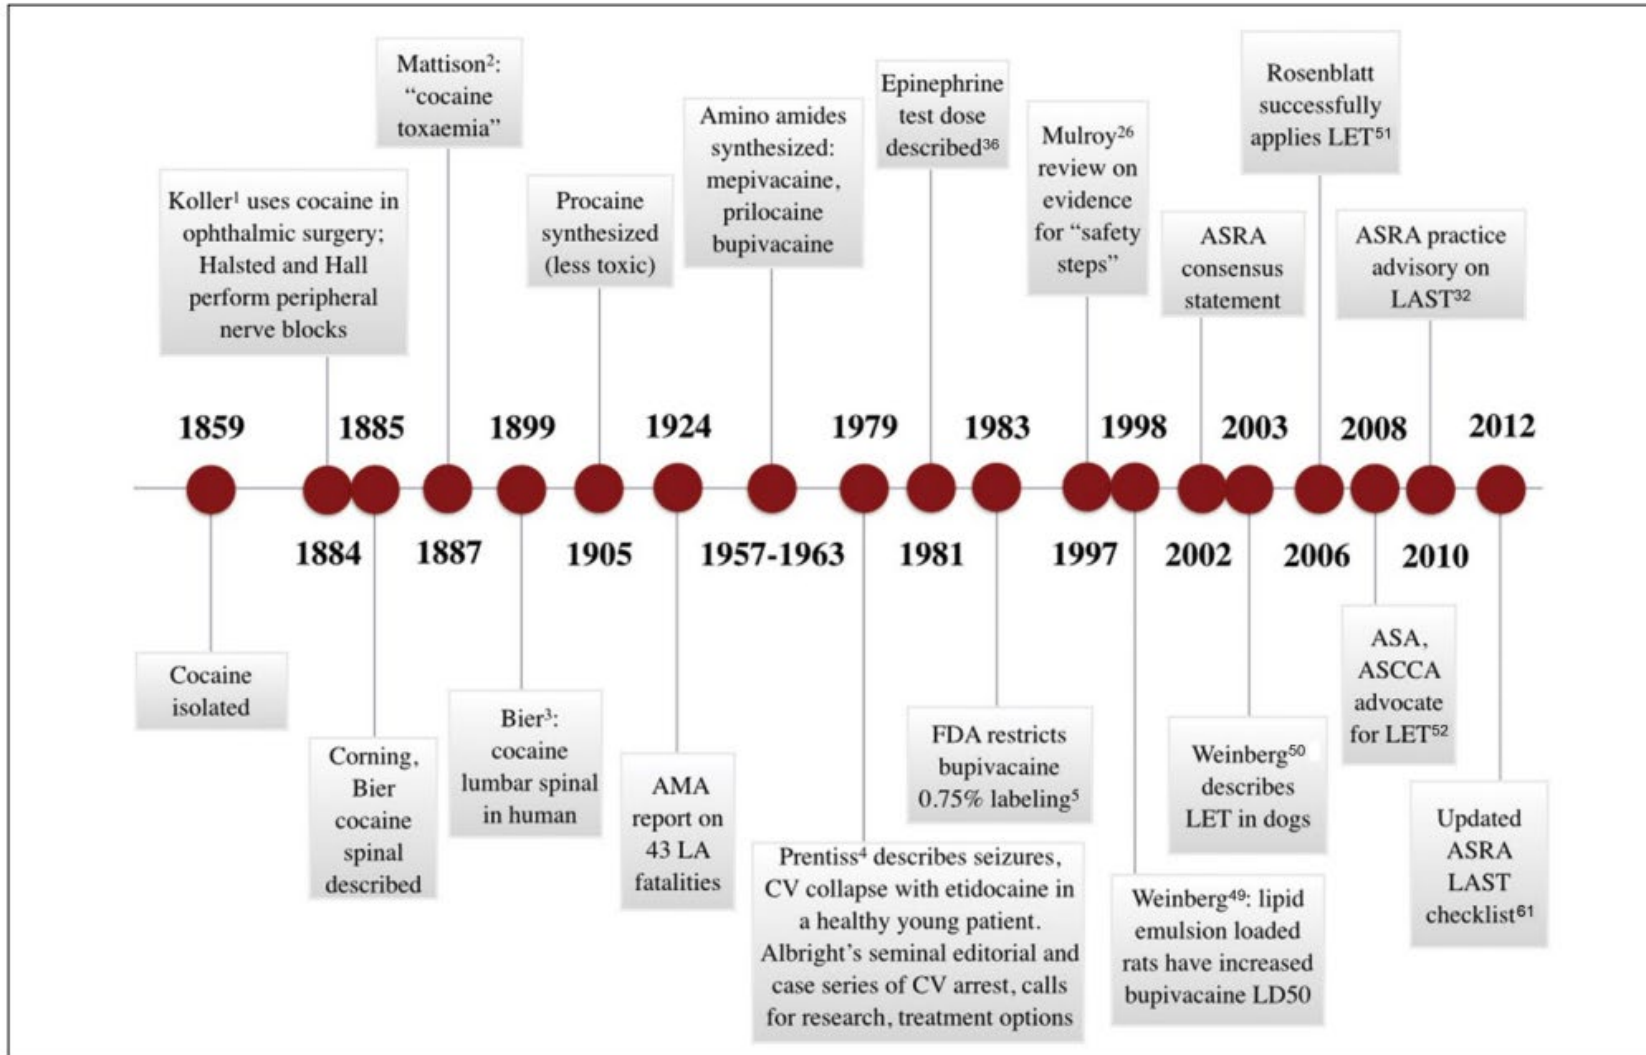 Mattison²:
“cocaine
toxaemia”
Koller¹ uses cocaine in
ophthalmic surgery;
Halsted and Hall
perform peripheral
nerve blocks
Procaine
synthesized
(less toxic)
Amino amides
synthesized:
mepivacaine,
prilocaine
bupivacaine
Epinephrine
test dose
described³⁶
Mulroy²⁶
review on
evidence
for “safety
steps”
ASRA
consensus
statement
Rosenblatt
successfully
applies LET⁵¹
ASRA practice
advisory on
LAST³²
1859 1885 1899 1924 1979 1983 1998 2003 2008 2012
1884 1887 1905 1957-1963 1981 1997 2002 2006 2010
Cocaine
isolated
Corning,
Bier
cocaine
spinal
described
Bier³:
cocaine
lumbar spinal
in human
AMA
report on
43 LA
fatalities
Prentiss⁴ describes seizures,
CV collapse with etidocaine in
a healthy young patient.
Albright’s seminal editorial and
case series of CV arrest, calls
for research, treatment options
FDA restricts
bupivacaine
0.75% labeling⁵
Weinberg⁴⁹: lipid
emulsion loaded
rats have increased
bupivacaine LD50
Weinberg⁵⁰
describes
LET in dogs
ASA,
ASCCA
advocate
for LET⁵²
Updated
ASRA
LAST
checklist⁶¹